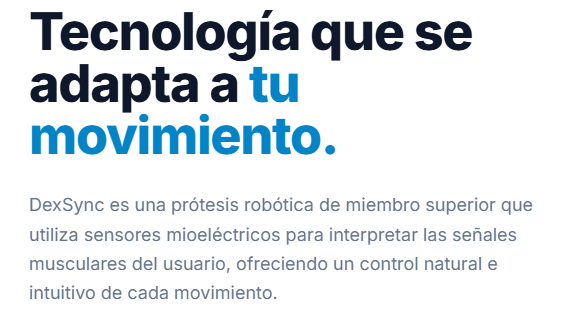 Tecnología que se
adapta a tu
movimiento.
DexSync es una prótesis robótica de miembro superior que
utiliza sensores mioeléctricos para interpretar las señales
musculares del usuario, ofreciendo un control natural e
intuitivo de cada movimiento.